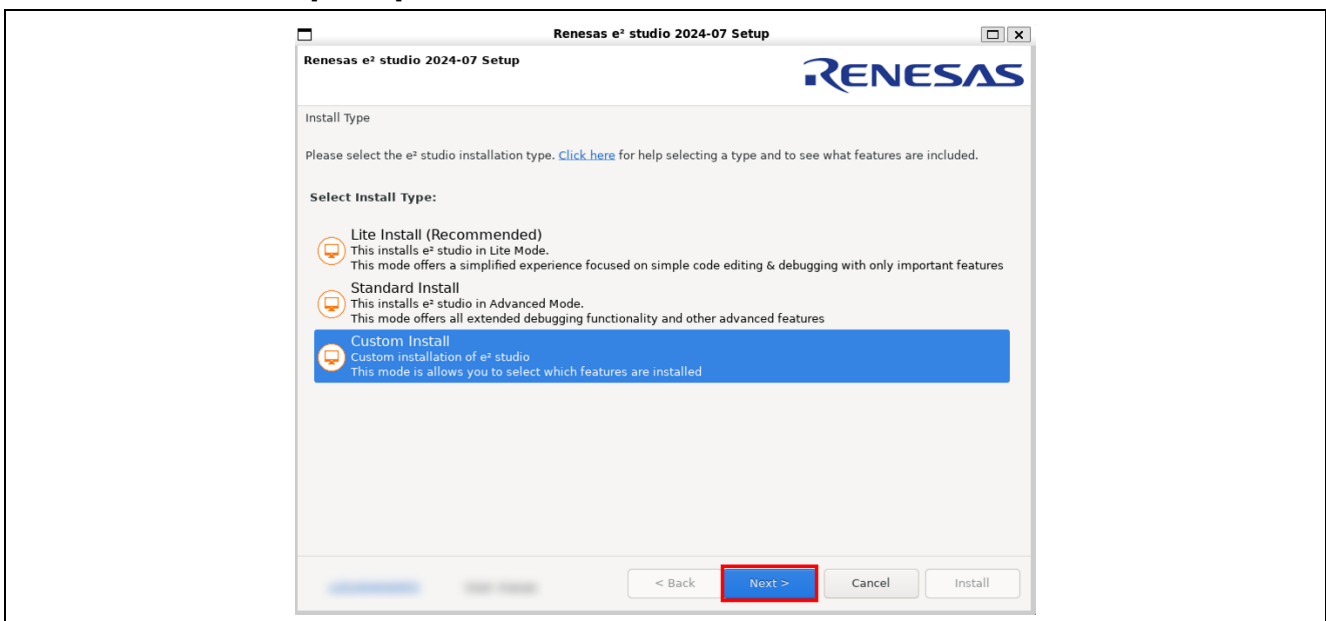 Renesas e² studio 2024-07 Setup
Renesas e² studio 2024-07 Setup
RENESAS
Install Type
Please select the e² studio installation type. Click here for help selecting a type and to see what features are included.
Select Install Type:
Lite Install (Recommended)
This installs e² studio in Lite Mode.
This mode offers a simplified experience focused on simple code editing & debugging with only important features
Standard Install
This installs e² studio in Advanced Mode.
This mode offers all extended debugging functionality and other advanced features
Custom Install
Custom installation of e² studio
This mode is allows you to select which features are installed
< Back Next > Cancel Install